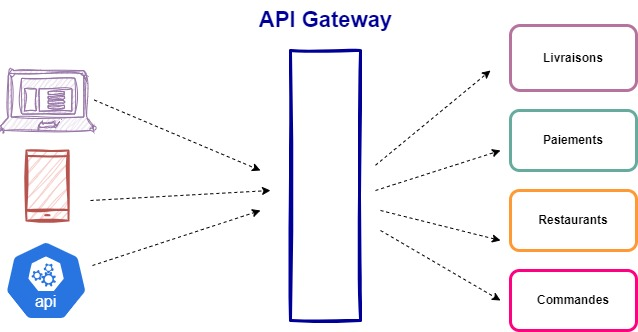 API Gateway
Livraisons
Paiements
Restaurants
Commandes
api